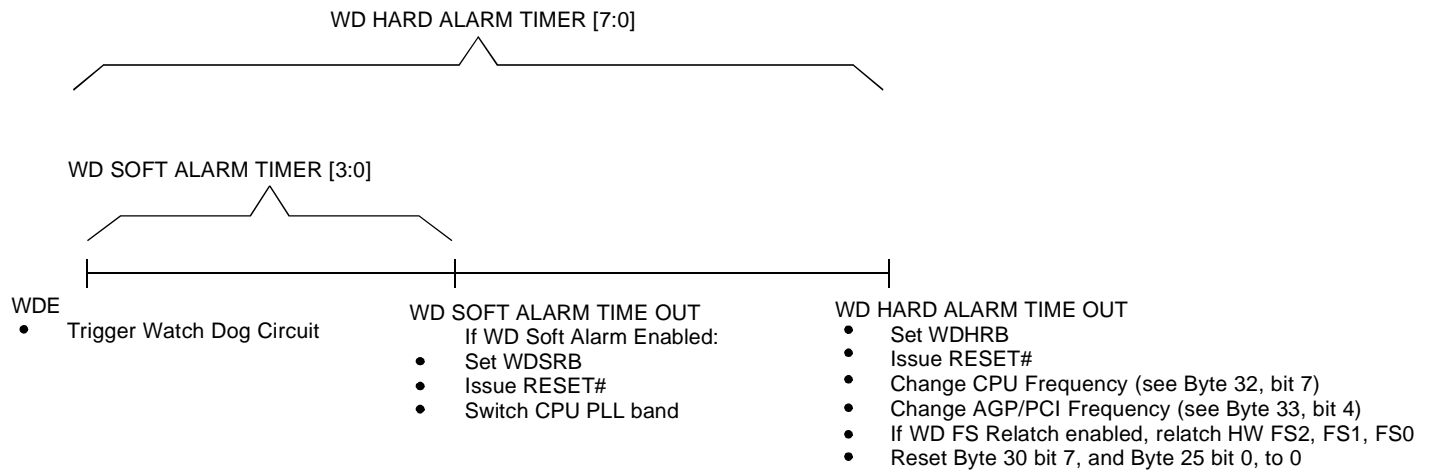 WD HARD ALARM TIMER [7:0]
WD SOFT ALARM TIMER [3:0]
WDE
• Trigger Watch Dog Circuit
WD SOFT ALARM TIME OUT
If WD Soft Alarm Enabled:
• Set WDSRB
• Issue RESET#
• Switch CPU PLL band
WD HARD ALARM TIME OUT
• Set WDHRB
• Issue RESET#
• Change CPU Frequency (see Byte 32, bit 7)
• Change AGP/PCI Frequency (see Byte 33, bit 4)
• If WD FS Relatch enabled, relatch HW FS2, FS1, FS0
• Reset Byte 30 bit 7, and Byte 25 bit 0, to 0